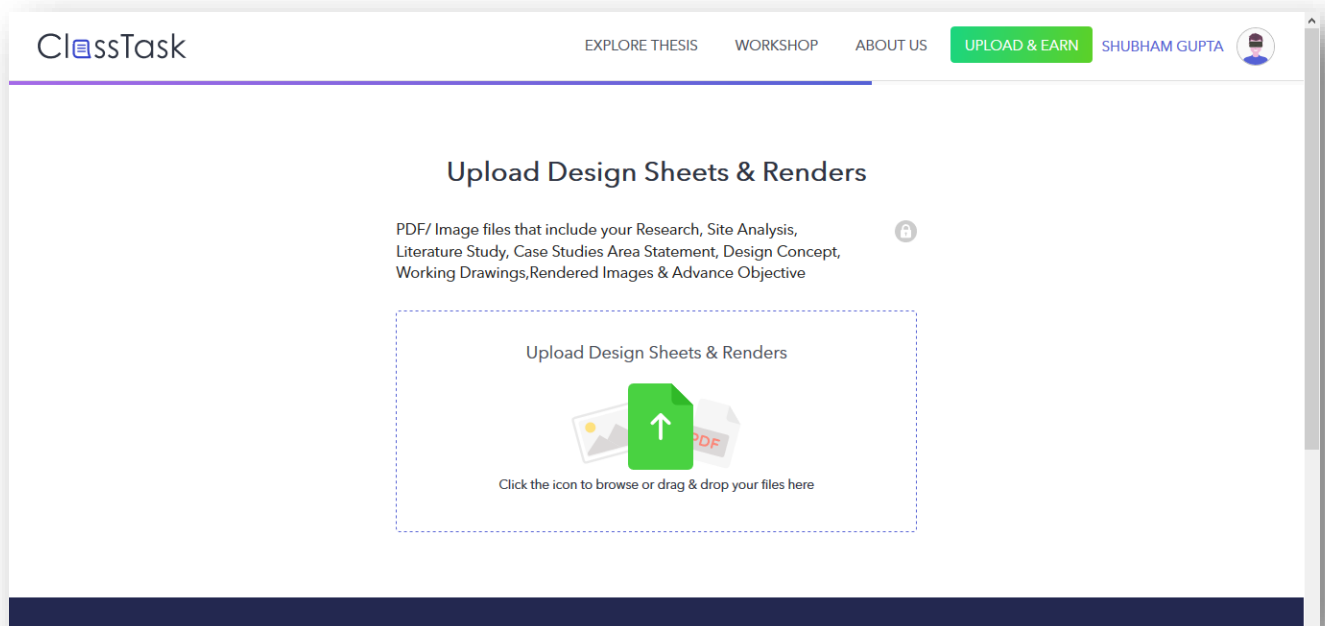 ClassTask
EXPLORE THESIS WORKSHOP ABOUT US UPLOAD & EARN SHUBHAM GUPTA
Upload Design Sheets & Renders
PDF/ Image files that include your Research, Site Analysis,
Literature Study, Case Studies Area Statement, Design Concept,
Working Drawings,Rendered Images & Advance Objective
Upload Design Sheets & Renders
PDF
Click the icon to browse or drag & drop your files here